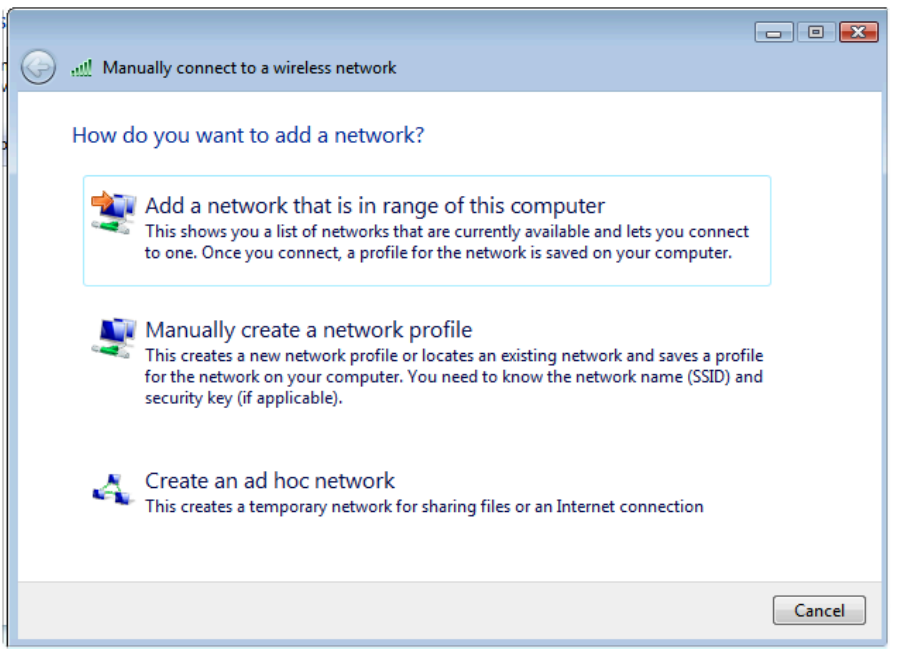 Manually connect to a wireless network
How do you want to add a network?
Add a network that is in range of this computer
This shows you a list of networks that are currently available and lets you connect
to one. Once you connect, a profile for the network is saved on your computer.
Manually create a network profile
This creates a new network profile or locates an existing network and saves a profile
for the network on your computer. You need to know the network name (SSID) and
security key (if applicable).
Create an ad hoc network
This creates a temporary network for sharing files or an Internet connection
Cancel